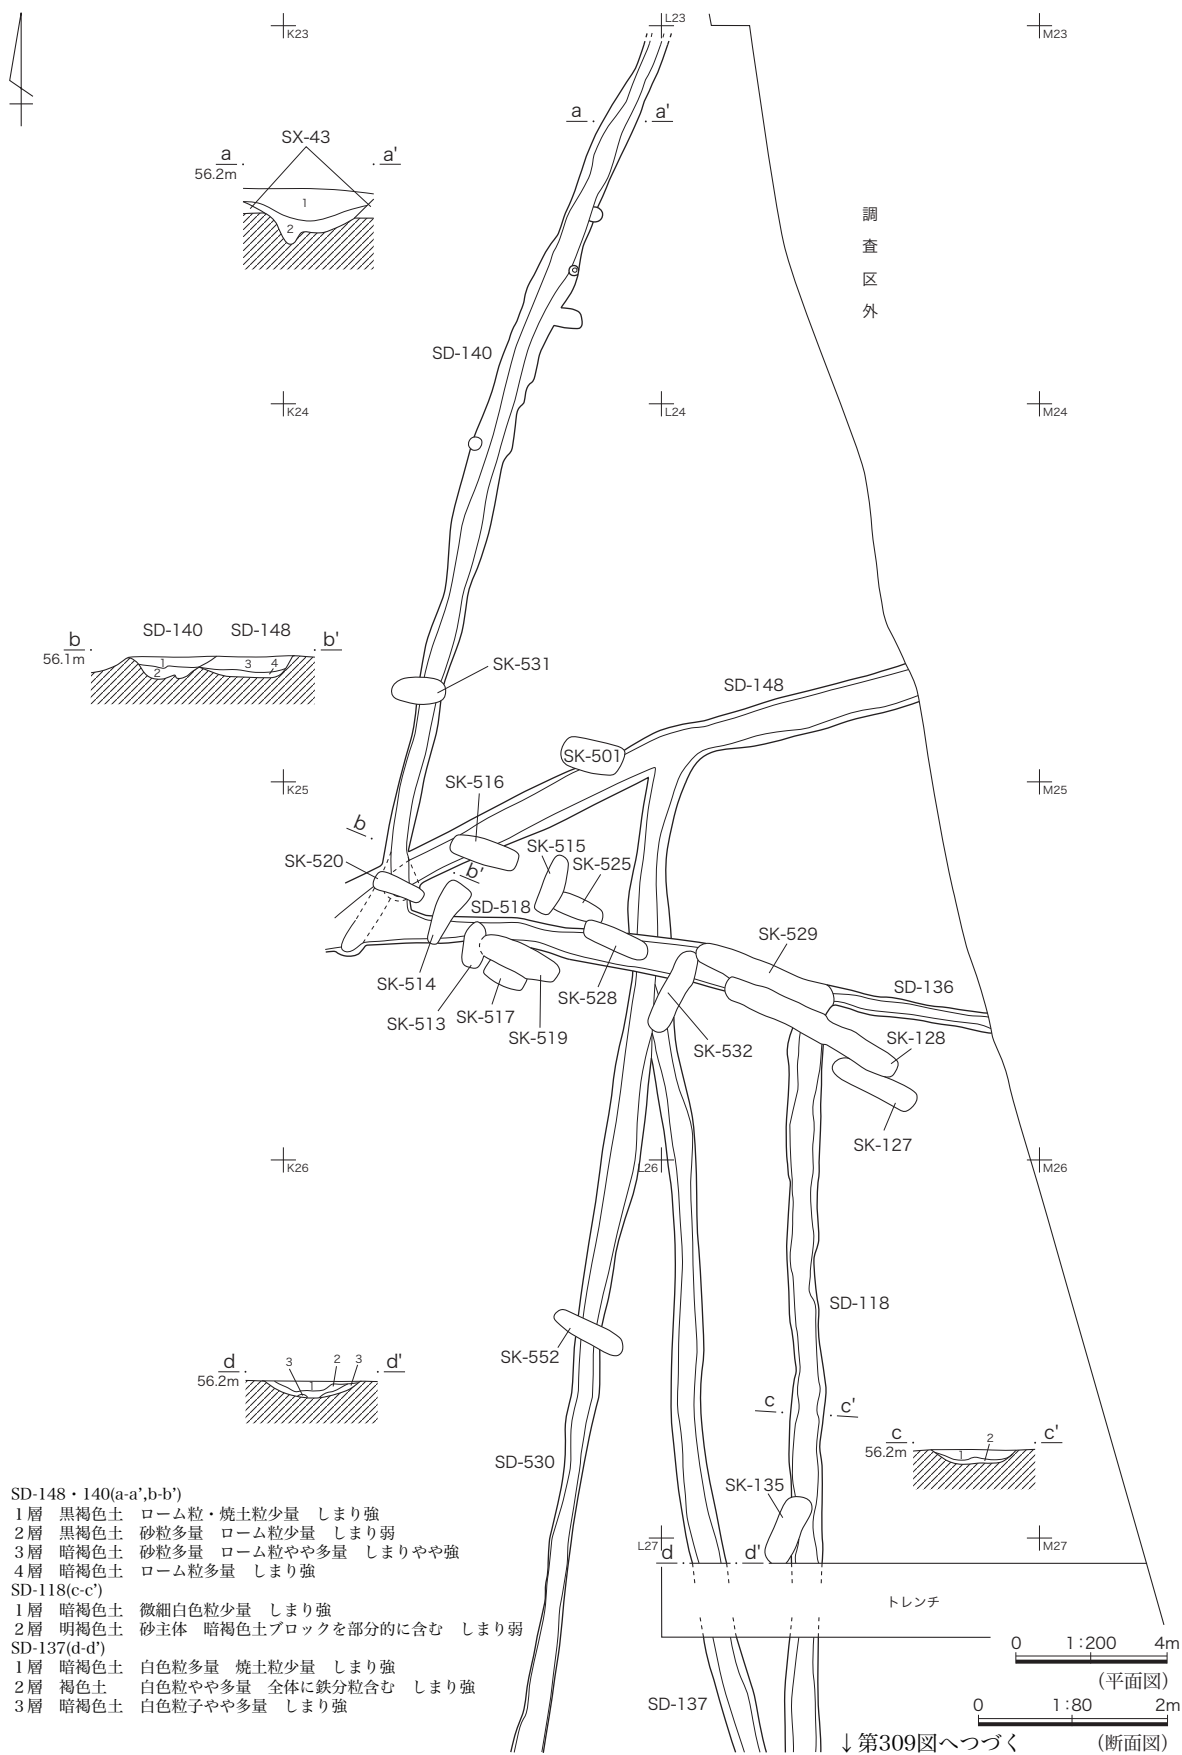 K23
L23
M23
a
a'
SX-43
a
56.2m
a'
1
2
調
査
区
外
SD-140
K24
L24
M24
SD-140
SD-148
b
56.1m
b'
1
2
3
4
SK-531
SD-148
SK-501
K25
L25
M25
SK-516
b
SK-515
SK-520
SK-525
b'
SD-518
SK-529
SK-514
SK-528
SD-136
SK-513
SK-517
SK-519
SK-532
SK-128
SK-127
K26
L26
M26
SD-118
SK-552
d
56.2m
d'
3
2
3
1
c
c'
c
56.2m
c'
1
2
SD-530
SK-135
L27
M27
d
d'
トレンチ
SD-148・140(a-a',b-b')
1層　黒褐色土　ローム粒・焼土粒少量　しまり強
2層　黒褐色土　砂粒多量　ローム粒少量　しまり弱
3層　暗褐色土　砂粒多量　ローム粒やや多量　しまりやや強
4層　暗褐色土　ローム粒多量　しまり強
SD-118(c-c')
1層　暗褐色土　微細白色粒少量　しまり強
2層　明褐色土　砂主体　暗褐色土ブロックを部分的に含む　しまり弱
SD-137(d-d')
1層　暗褐色土　白色粒多量　焼土粒少量　しまり強
2層　褐色土　　白色粒やや多量　全体に鉄分粒含む　しまり強
3層　暗褐色土　白色粒子やや多量　しまり強
SD-137
0 1:200 4m
(平面図)
0 1:80 2m
(断面図)
↓第309図へつづく